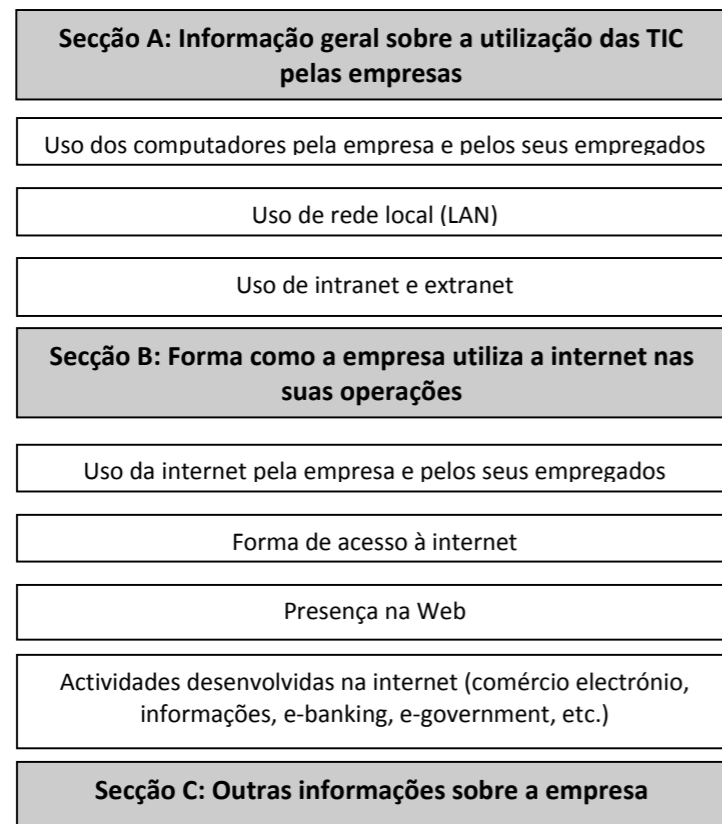 Secção A: Informação geral sobre a utilização das TIC
pelas empresas
Uso dos computadores pela empresa e pelos seus empregados
Uso de rede local (LAN)
Uso de intranet e extranet
Secção B: Forma como a empresa utiliza a internet nas
suas operações
Uso da internet pela empresa e pelos seus empregados
Forma de acesso à internet
Presença na Web
Actividades desenvolvidas na internet (comércio electrónio,
informações, e-banking, e-government, etc.)
Secção C: Outras informações sobre a empresa